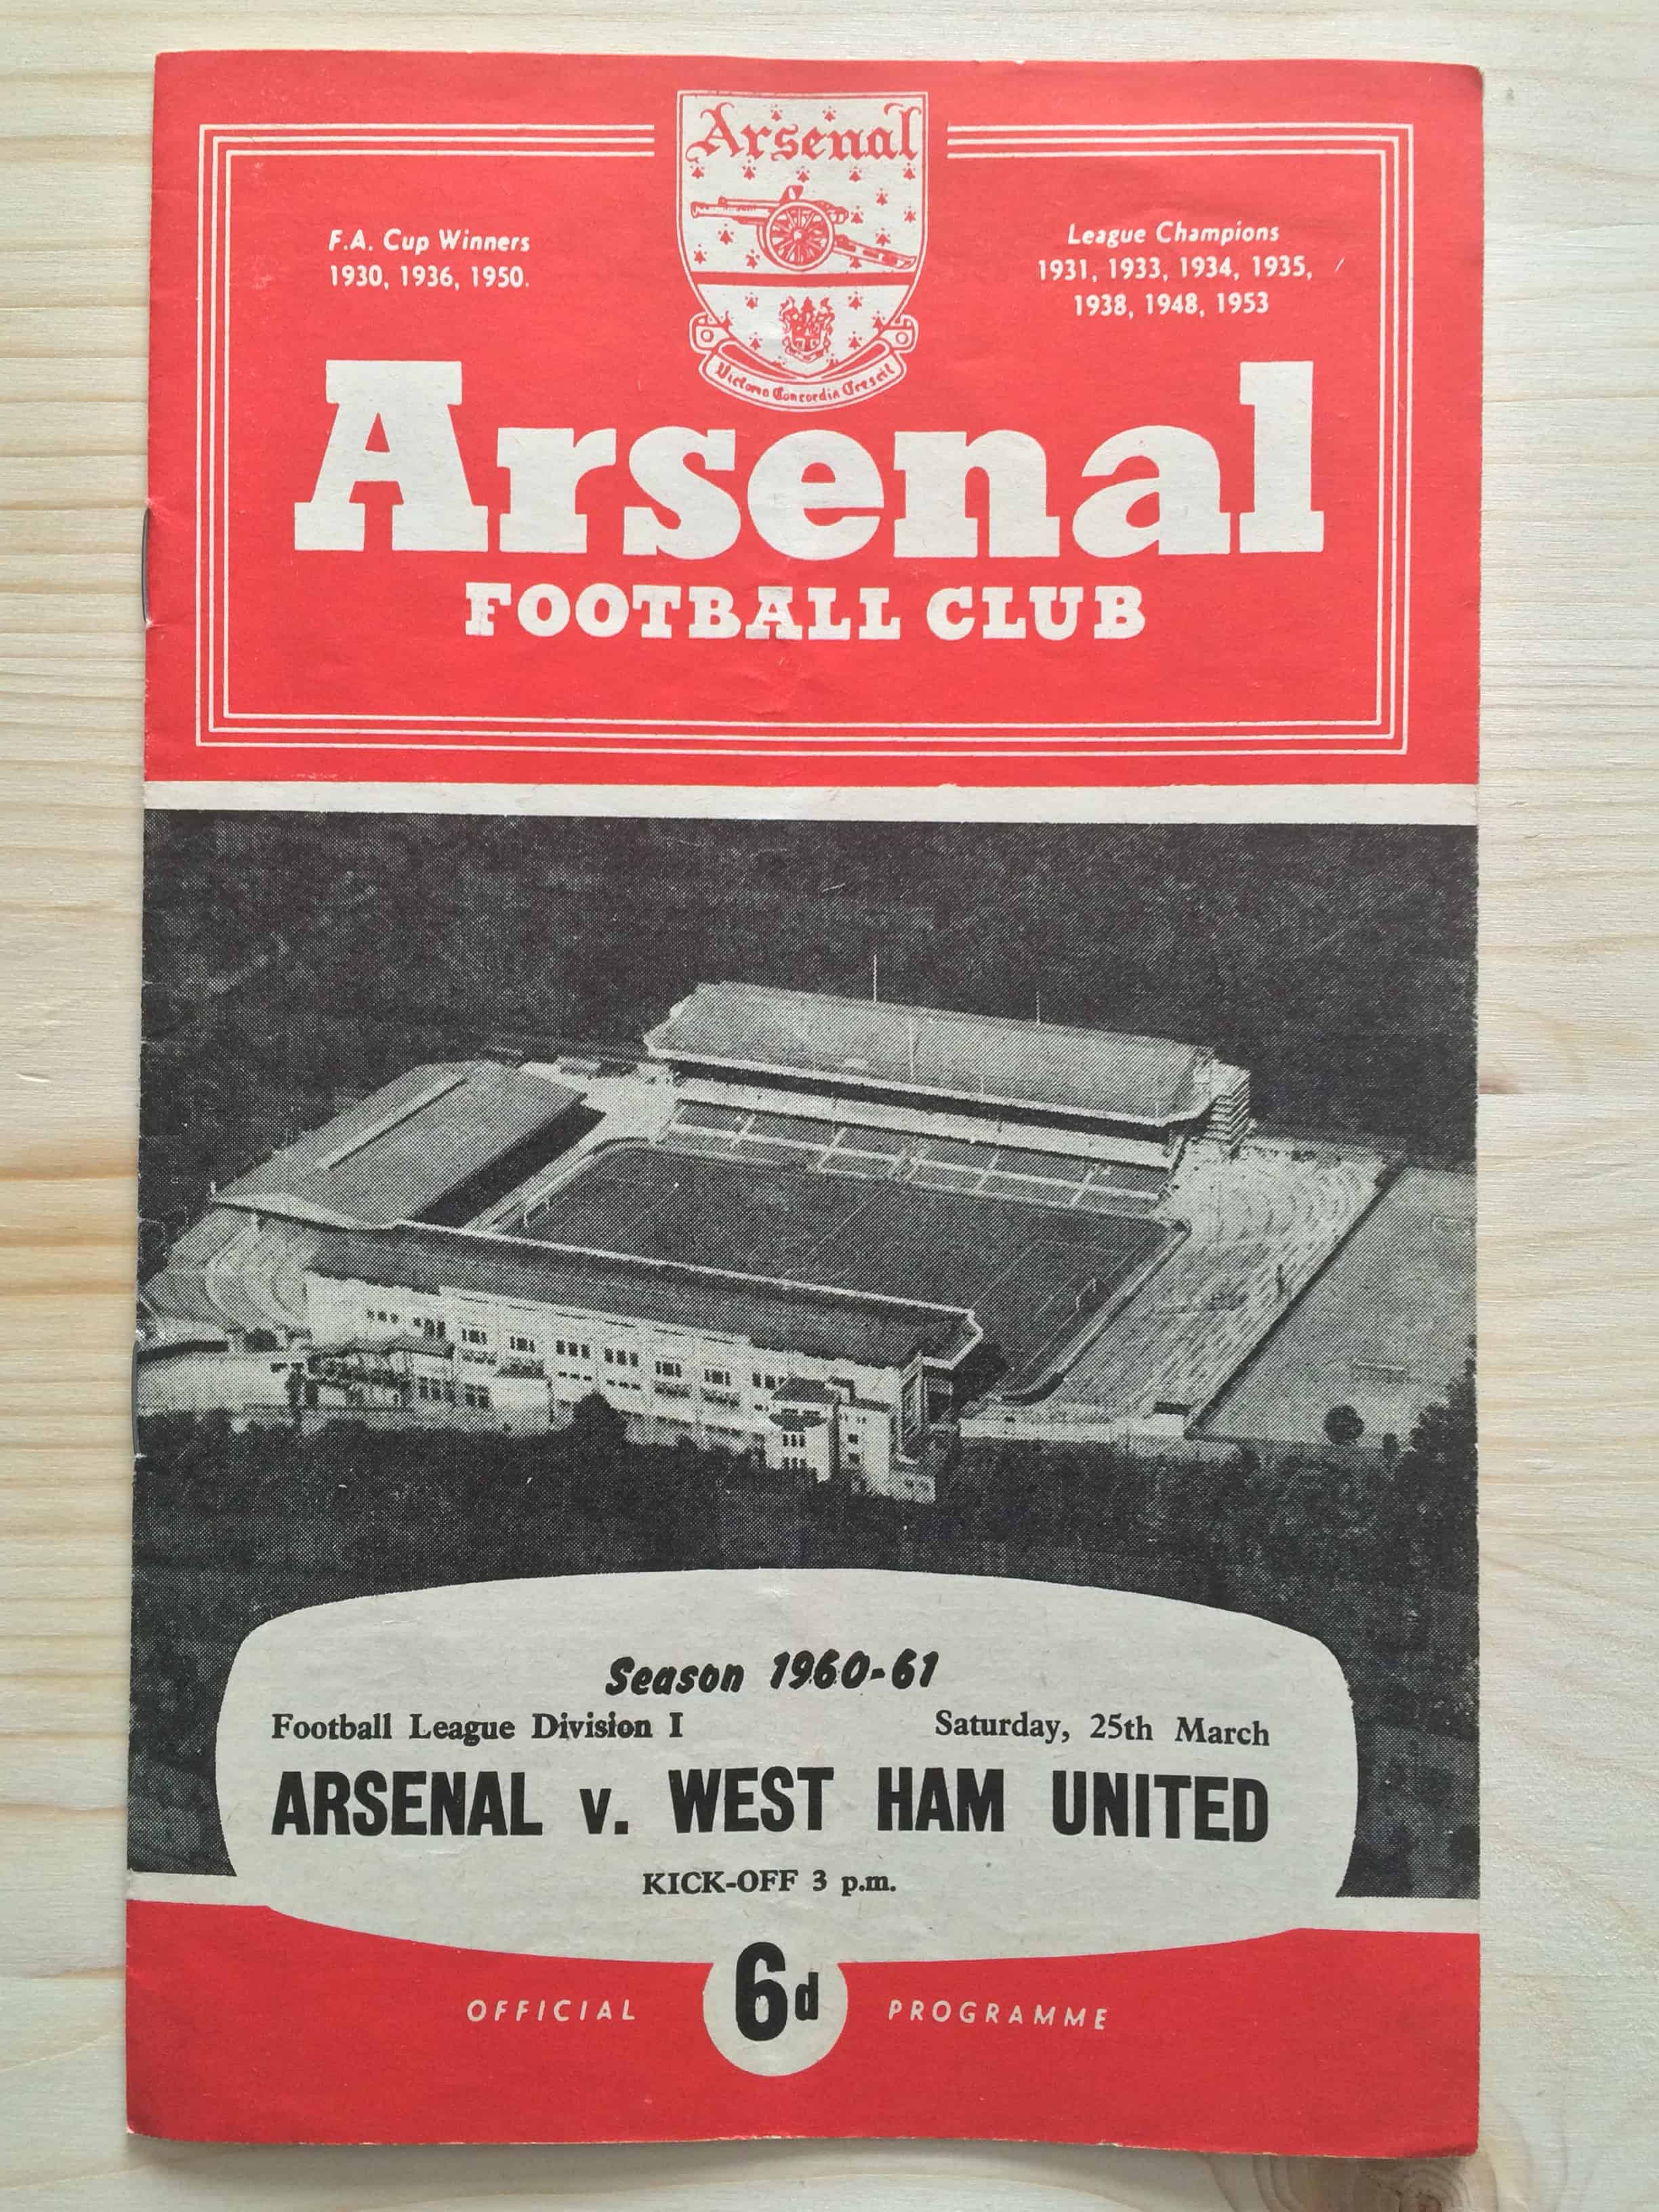 Arsenal
Victoria Concordia Crescit
F.A. Cup Winners
1930, 1936, 1950.
League Champions
1931, 1933, 1934, 1935,
1938, 1948, 1953
Arsenal
FOOTBALL CLUB
Season 1960-61
Football League Division I
Saturday, 25th March
ARSENAL v. WEST HAM UNITED
KICK-OFF 3 p.m.
OFFICIAL 6d PROGRAMME